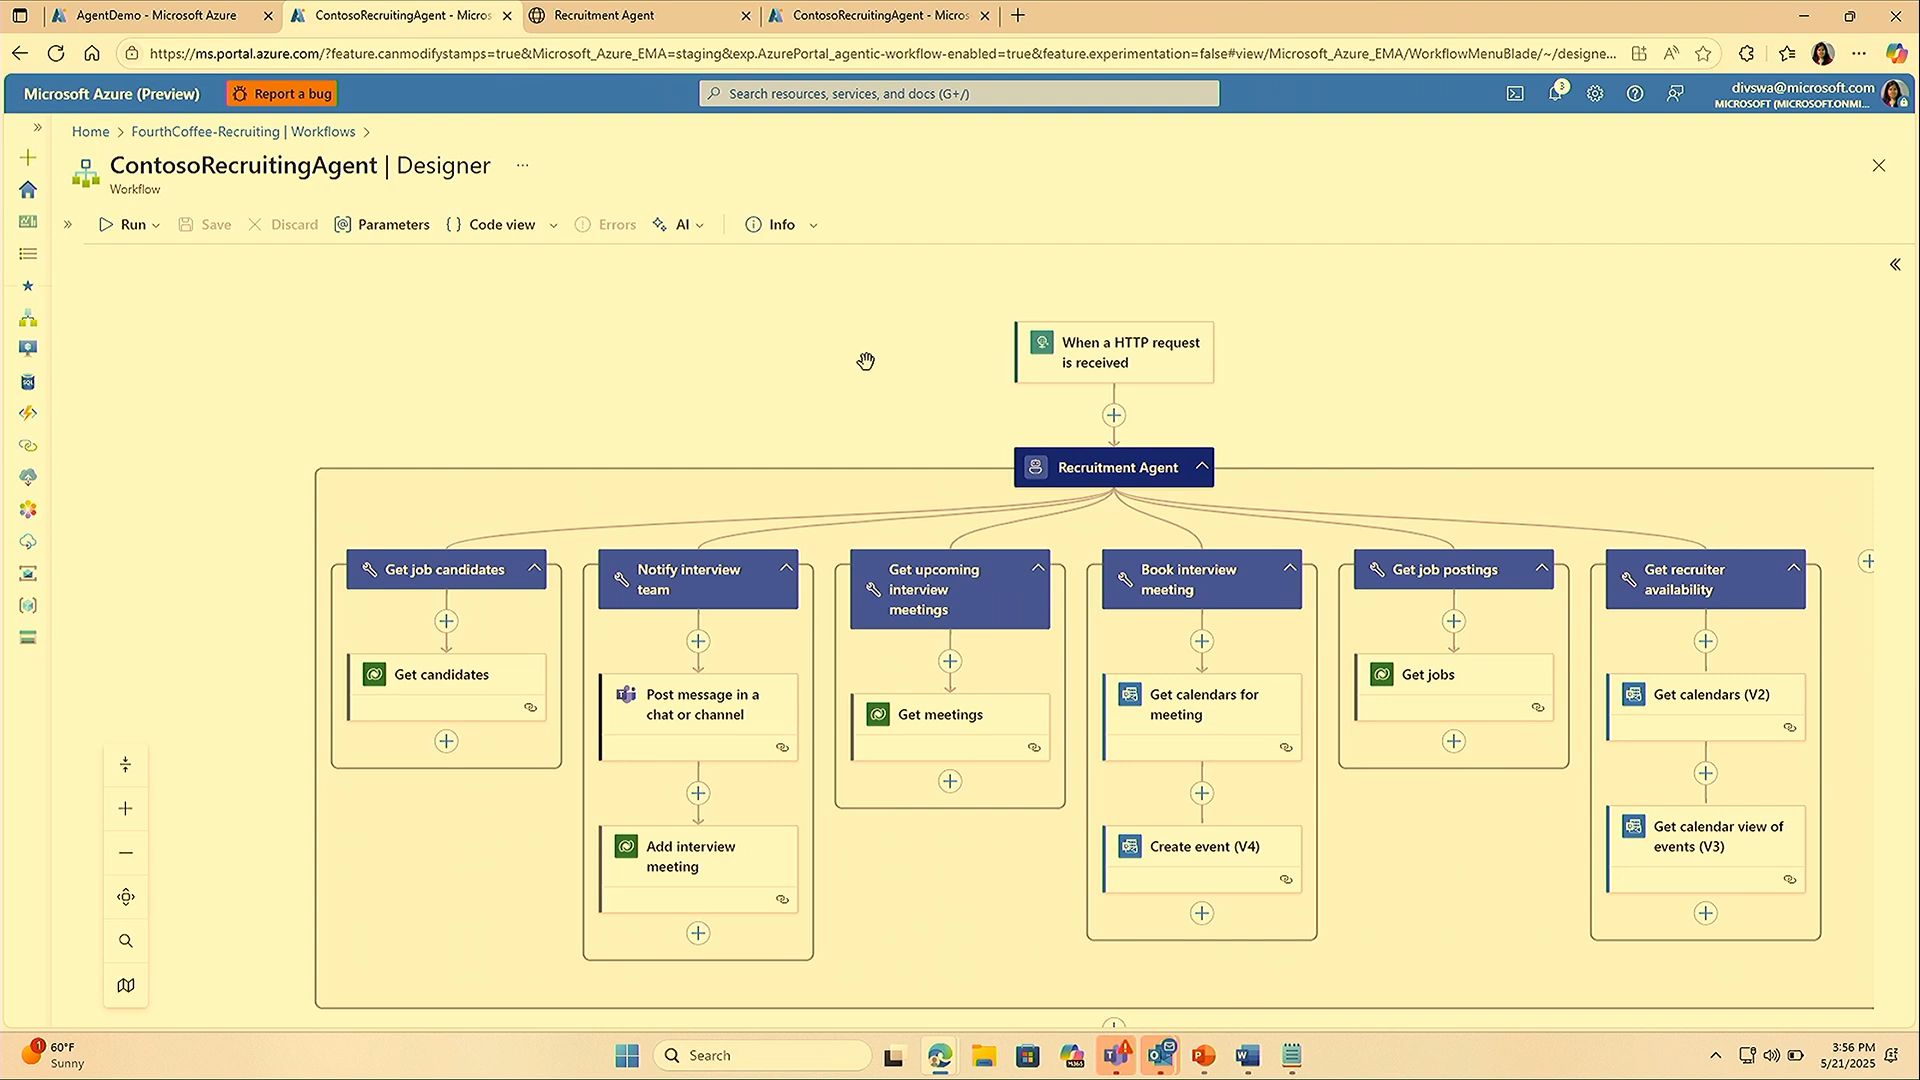 AgentDemo - Microsoft Azure
ContosoRecruitingAgent - Micros
Recruitment Agent
ContosoRecruitingAgent - Micros
https://ms.portal.azure.com/?feature.canmodifystamps=true&Microsoft_Azure_EMA=staging&exp.AzurePortal_agentic-workflow-enabled=true&feature.experimentation=false#view/Microsoft_Azure_EMA/WorkflowMenuBlade/~/designe...
Microsoft Azure (Preview)
Report a bug
Search resources, services, and docs (G+/)
3
divswa@microsoft.com
MICROSOFT (MICROSOFT.ONMI...
Home > FourthCoffee-Recruiting | Workflows >
ContosoRecruitingAgent | Designer ...
Workflow
Run
Save
Discard
Parameters
{ } Code view
Errors
AI
Info
When a HTTP request
is received
Recruitment Agent
Get job candidates
Get candidates
Notify interview
team
Post message in a
chat or channel
Add interview
meeting
Get upcoming
interview
meetings
Get meetings
Book interview
meeting
Get calendars for
meeting
Create event (V4)
Get job postings
Get jobs
Get recruiter
availability
Get calendars (V2)
Get calendar view of
events (V3)
1
60°F
Sunny
Search
3:56 PM
5/21/2025